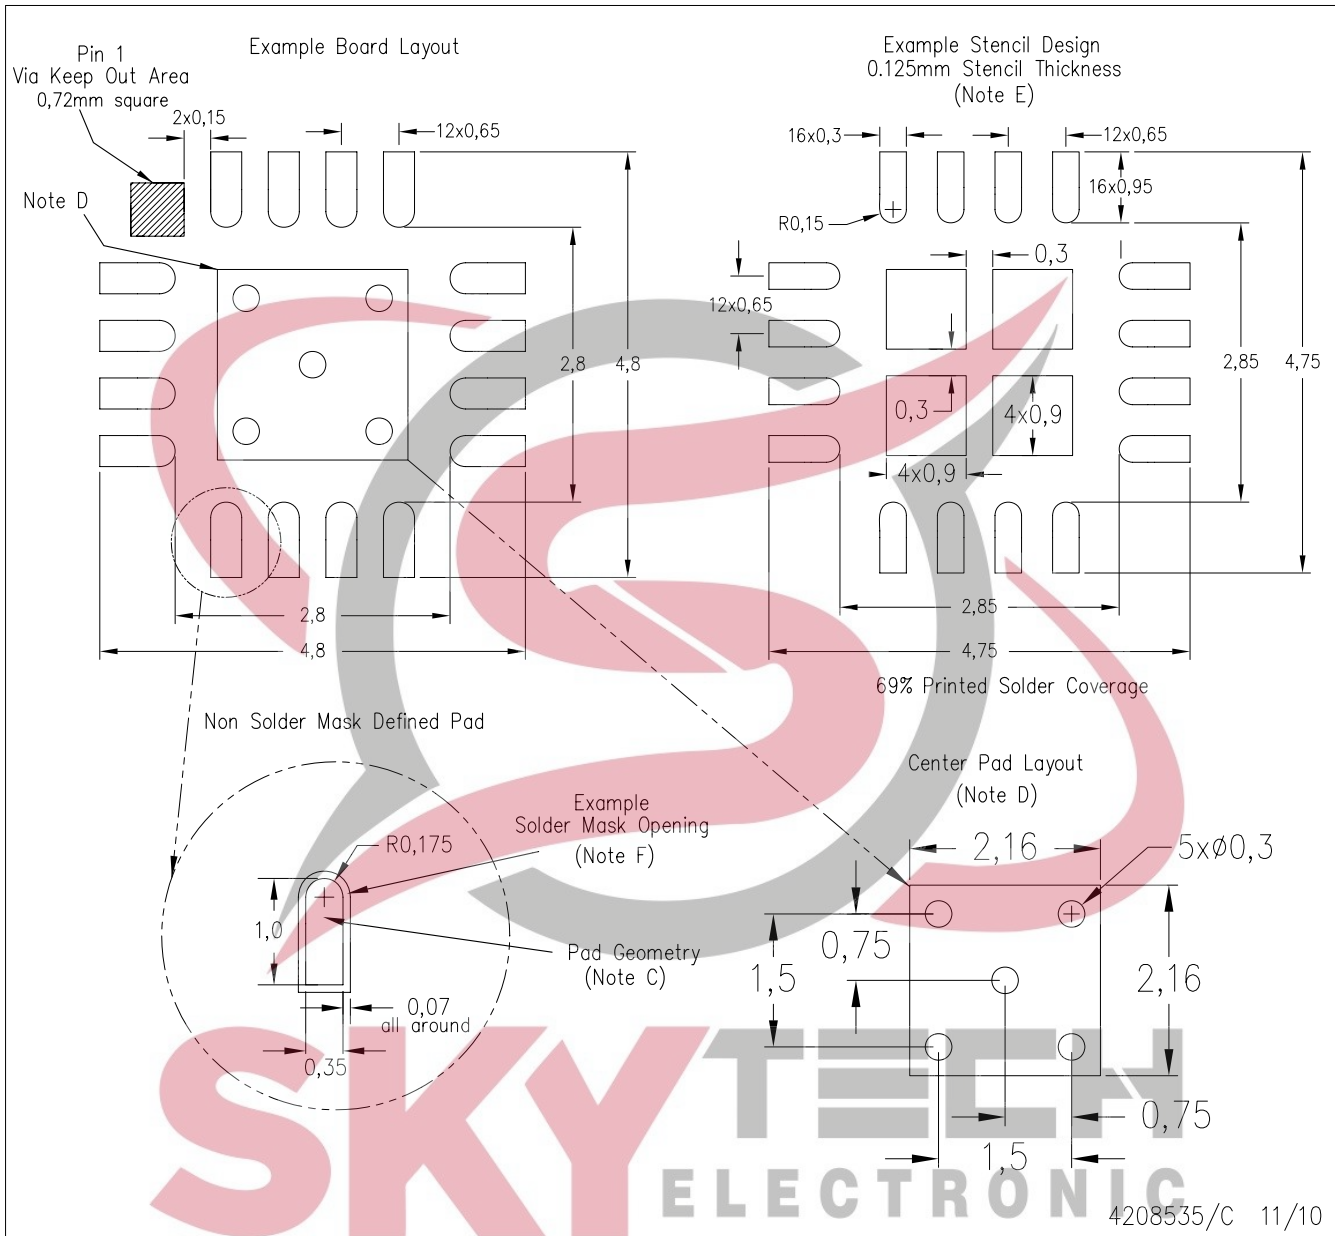 Example Board Layout
Pin 1
Via Keep Out Area
0,72mm square
2x0,15
12x0,65
Note D
2,8
4,8
2,8
4,8
Example Stencil Design
0.125mm Stencil Thickness
(Note E)
16x0,3
12x0,65
16x0,95
R0,15
0,3
12x0,65
2,85
4,75
0,3
4x0,9
4x0,9
2,85
4,75
69% Printed Solder Coverage
Non Solder Mask Defined Pad
Example
Solder Mask Opening
(Note F)
R0,175
1,0
Pad Geometry
(Note C)
0,07
all around
0,35
Center Pad Layout
(Note D)
2,16
5xø0,3
0,75
1,5
2,16
0,75
1,5
SKYTECH
ELECTRONIC
4208535/C 11/10